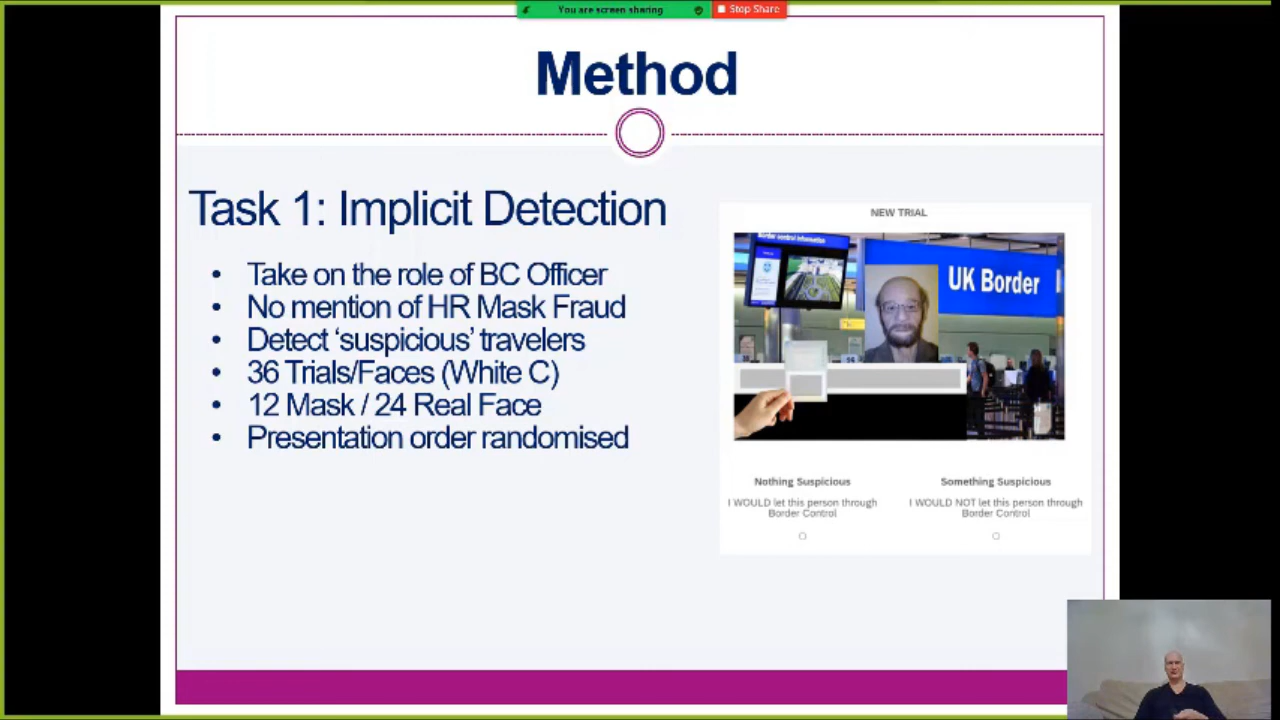 You are screen sharing
Stop Share
Method
Task 1: Implicit Detection
• Take on the role of BC Officer
• No mention of HR Mask Fraud
• Detect ‘suspicious’ travelers
• 36 Trials/Faces (White C)
• 12 Mask / 24 Real Face
• Presentation order randomised
NEW TRIAL
Border control information
UK Border
Nothing Suspicious
I WOULD let this person through
Border Control
Something Suspicious
I WOULD NOT let this person through
Border Control